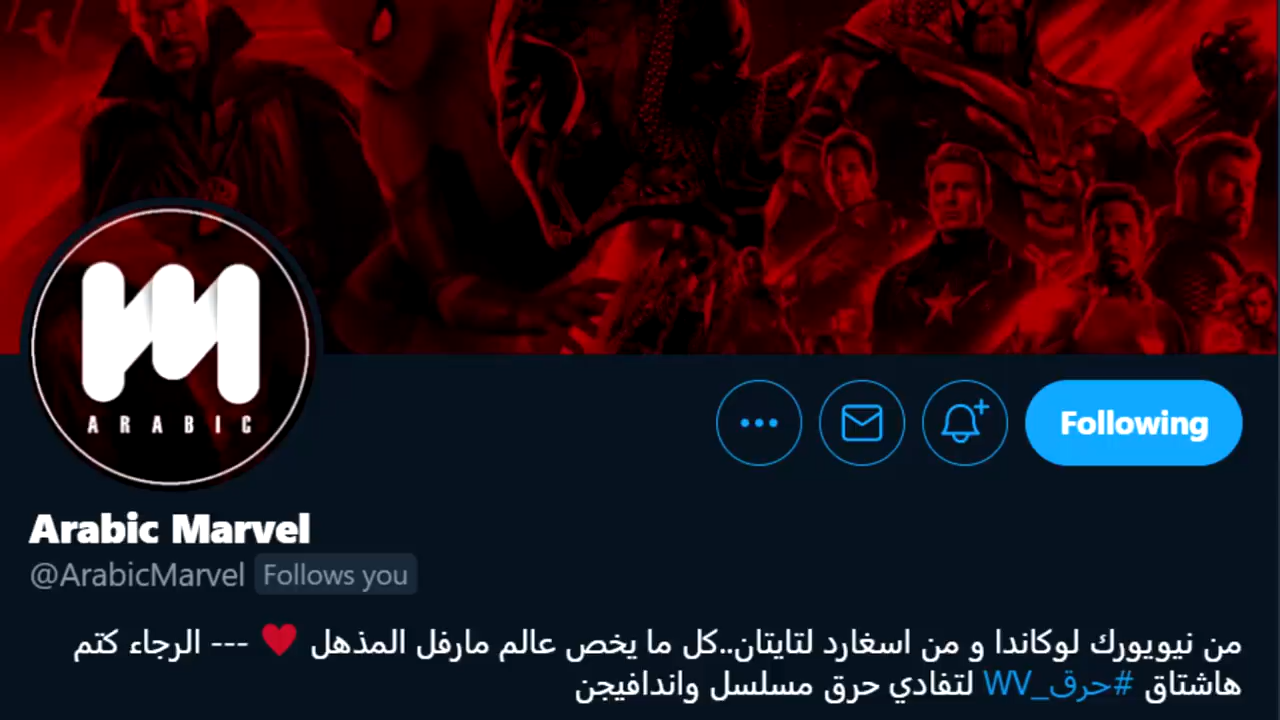 ARABIC
Following
Arabic Marvel
@ArabicMarvel Follows you
من نيويورك لوكاندا و من اسغارد لتايتان..كل ما يخص عالم مارفل المذهل ♥ --- الرجاء كتم
هاشتاق #حرق_WV لتفادي حرق مسلسل واندافيجن